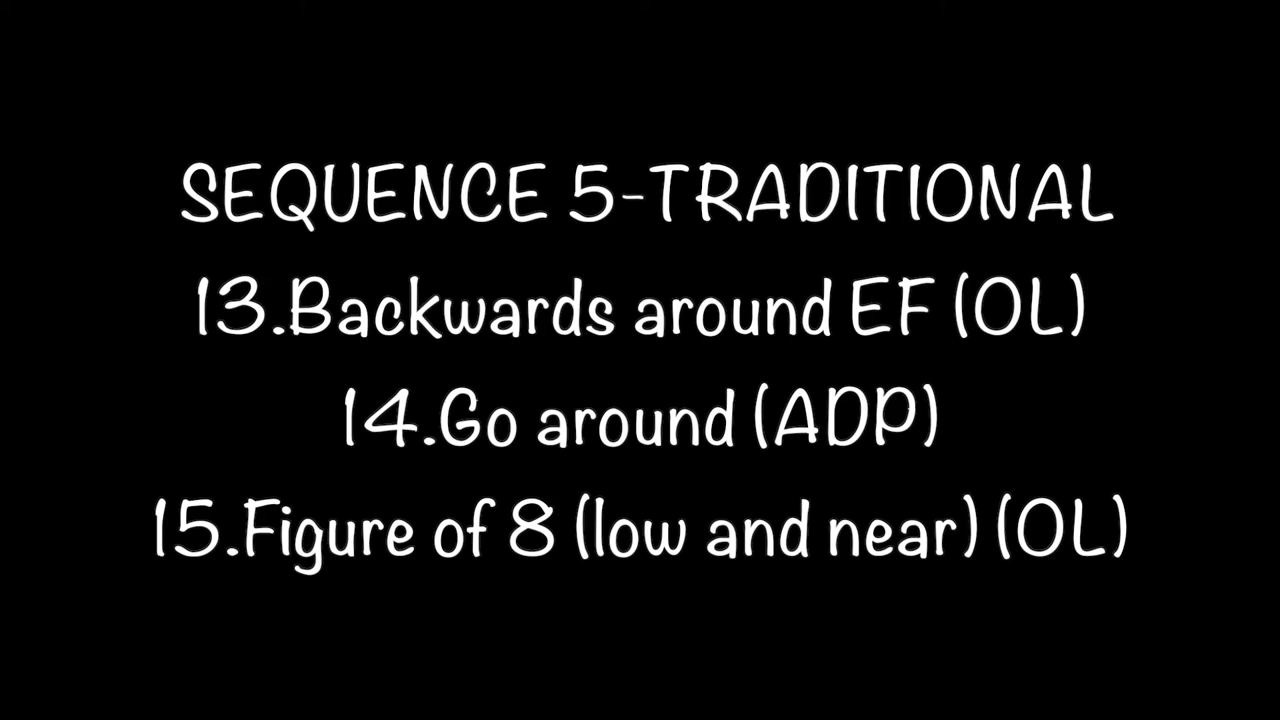 SEQUENCE 5-TRADITIONAL
13.Backwards around EF (OL)
14.Go around (ADP)
15.Figure of 8 (low and near) (OL)